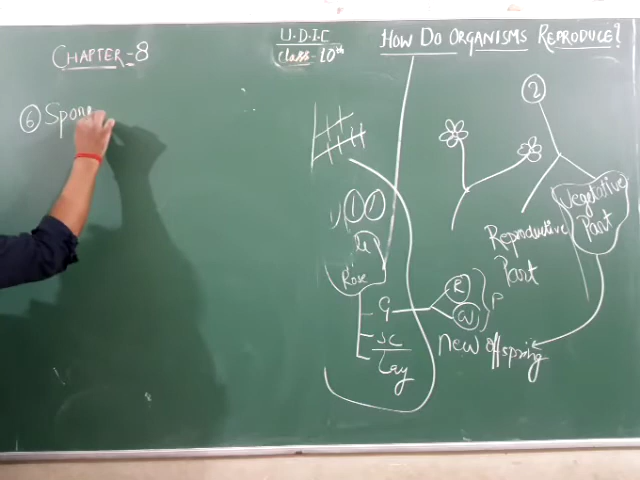 CHAPTER-8
U.D.I.C
Class-10th
HOW DO ORGANISMS REPRODUCE?
6 Spor
2
Vegetative
Part
Reproductive
Part
Rose
G
R
P
SC
Lay
new offspring